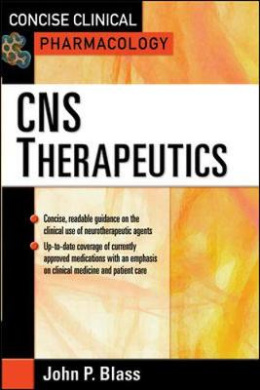 CONCISE CLINICAL
PHARMACOLOGY
CNS
THERAPEUTICS
Concise, readable guidance on the
clinical use of neurotherapeutic agents
Up-to-date coverage of currently
approved medications with an emphasis
on clinical medicine and patient care
John P. Blass